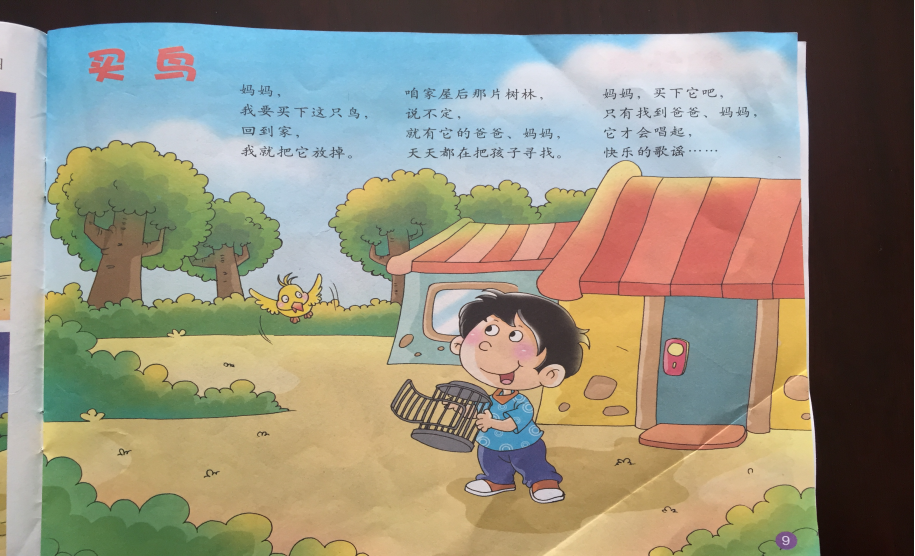 买鸟
妈妈，
我要买下这只鸟，
回到家，
我就把它放掉。
咱家屋后那片树林，
说不定，
就有它的爸爸、妈妈，
天天都在把孩子寻找。
妈妈，买下它吧，
只有找到爸爸、妈妈，
它才会唱起，
快乐的歌谣……
9